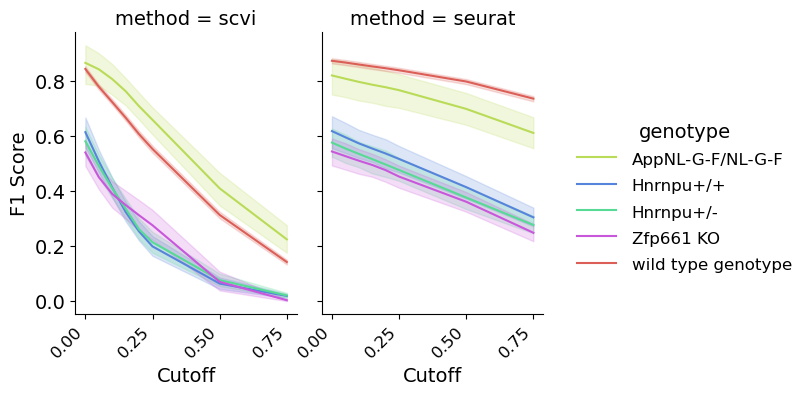 method = scvi
method = seurat
F1 Score
0.8
0.6
0.4
0.2
0.0
0.00
0.25
0.50
0.75
0.00
0.25
0.50
0.75
Cutoff
Cutoff
genotype
AppNL-G-F/NL-G-F
Hnrnpu+/+
Hnrnpu+/-
Zfp661 KO
wild type genotype